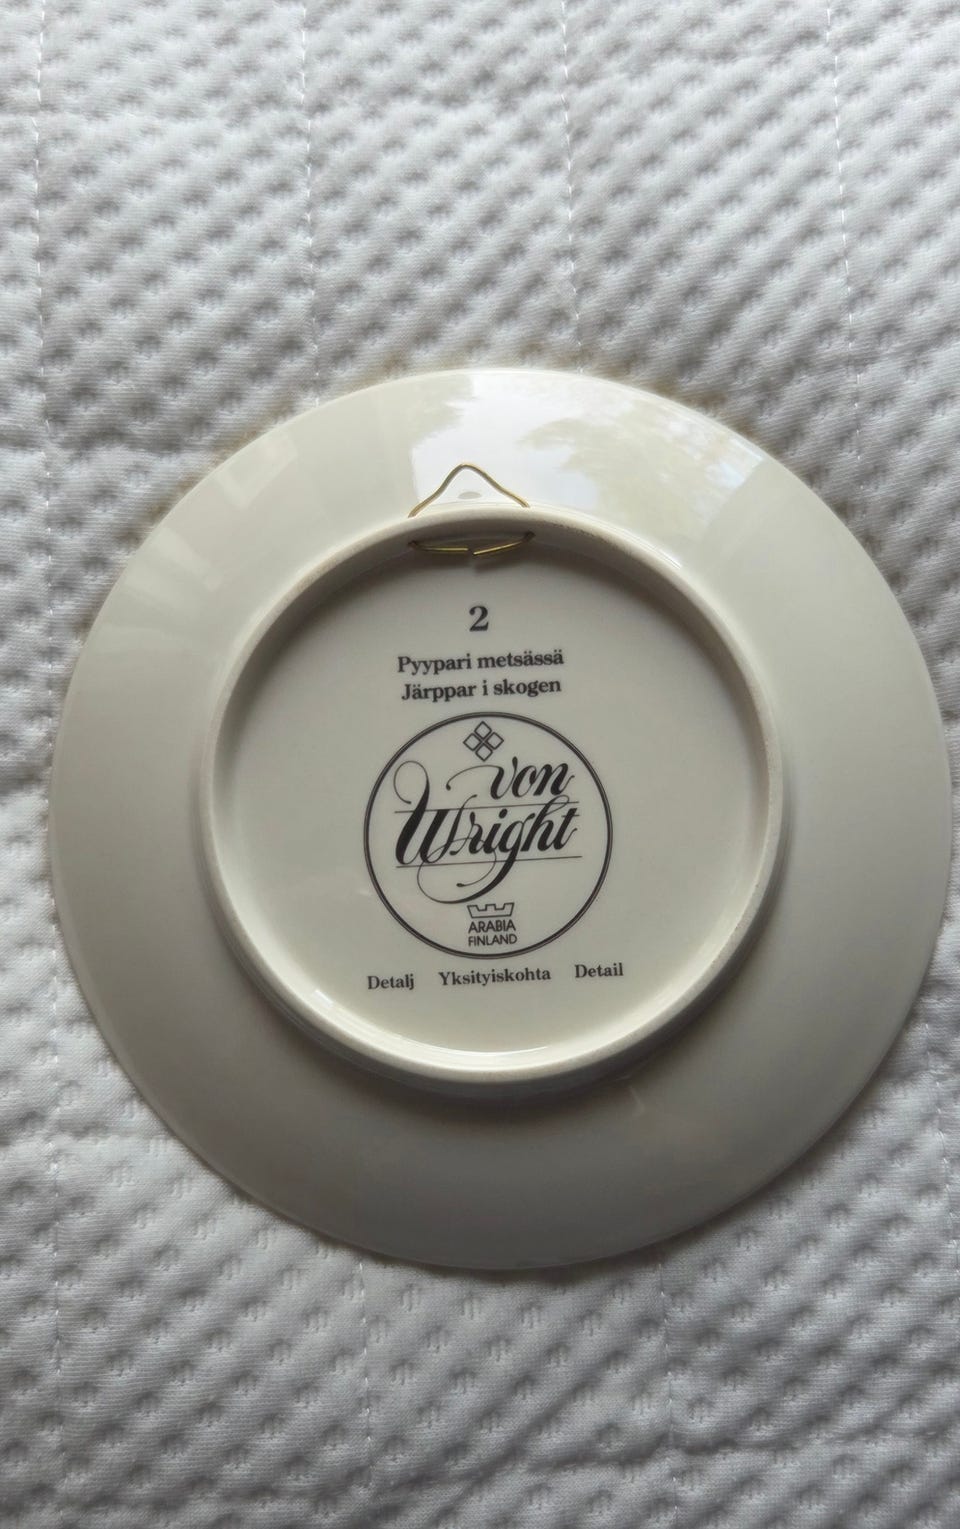 2
Pyypari metsässä
Järppar i skogen
von
Wright
ARABIA
FINLAND
Detalj Yksityiskohta Detail